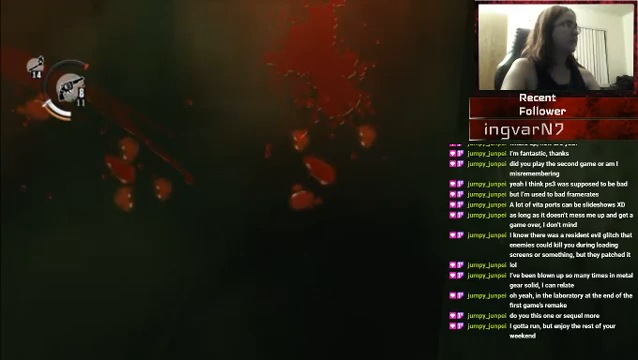 14
8
11
Recent
Follower
ingvarN7
jumpy_junpei I'm fantastic, thanks
jumpy_junpei did you play the second game or am I
misremembering
jumpy_junpei yeah I think ps3 was supposed to be bad
jumpy_junpei but I'm used to bad framerates
jumpy_junpei A lot of vita ports can be slideshows XD
jumpy_junpei as long as it doesn't mess me up and get a
game over, I don't mind
jumpy_junpei I know there was a resident evil glitch that
enemies could kill you during loading
screens or something, but they patched it
jumpy_junpei lol
jumpy_junpei I've been blown up so many times in metal
gear solid, I can relate
jumpy_junpei oh yeah, in the laboratory at the end of the
first game's remake
jumpy_junpei do you this one or sequel more
jumpy_junpei I gotta run, but enjoy the rest of your
weekend